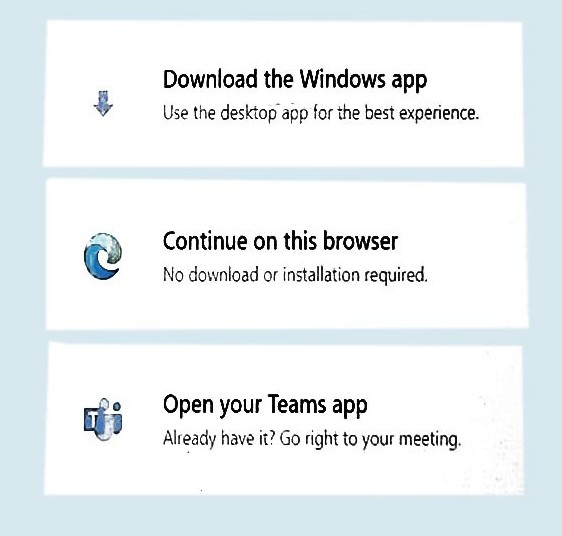 Download the Windows app
Use the desktop app for the best experience.
Continue on this browser
No download or installation required.
T
Open your Teams app
Already have it? Go right to your meeting.